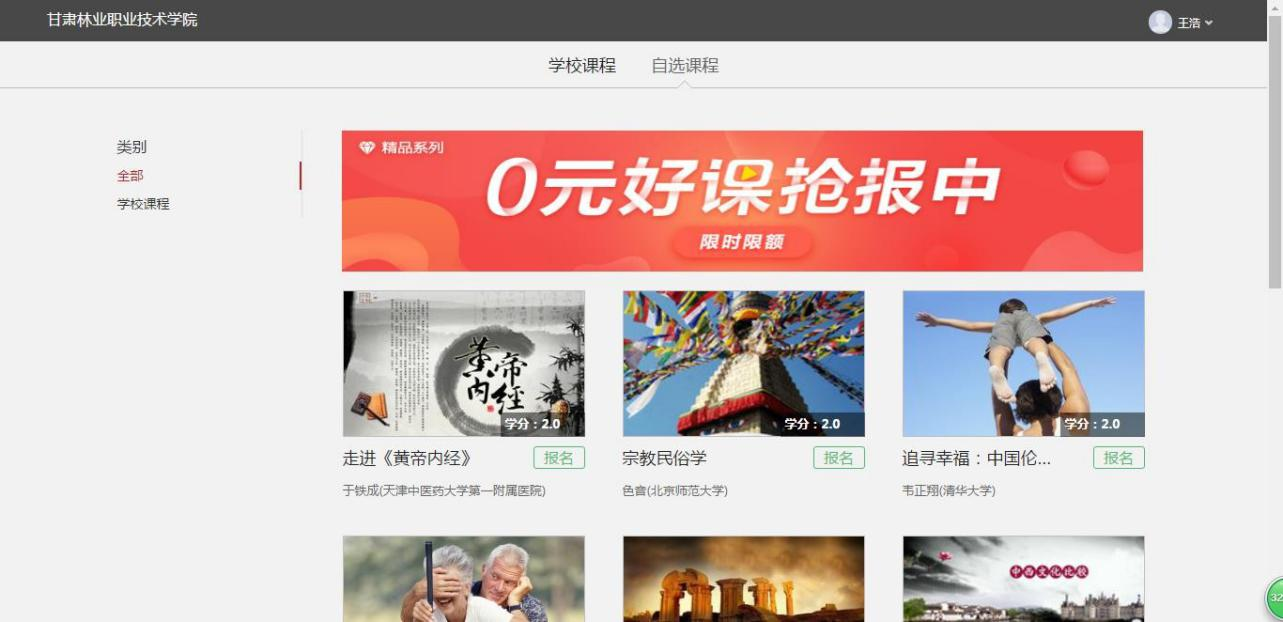 甘肃林业职业技术学院
王浩
学校课程
自选课程
类别
全部
学校课程
精品系列
0元好课抢报中
限时限额
黄帝内經
学分：2.0
学分：2.0
学分：2.0
走进《黄帝内经》
报名
宗教民俗学
报名
追寻幸福：中国伦...
报名
于铁成(天津中医药大学第一附属医院)
色音(北京师范大学)
韦正翔(清华大学)
中西文化比较
32